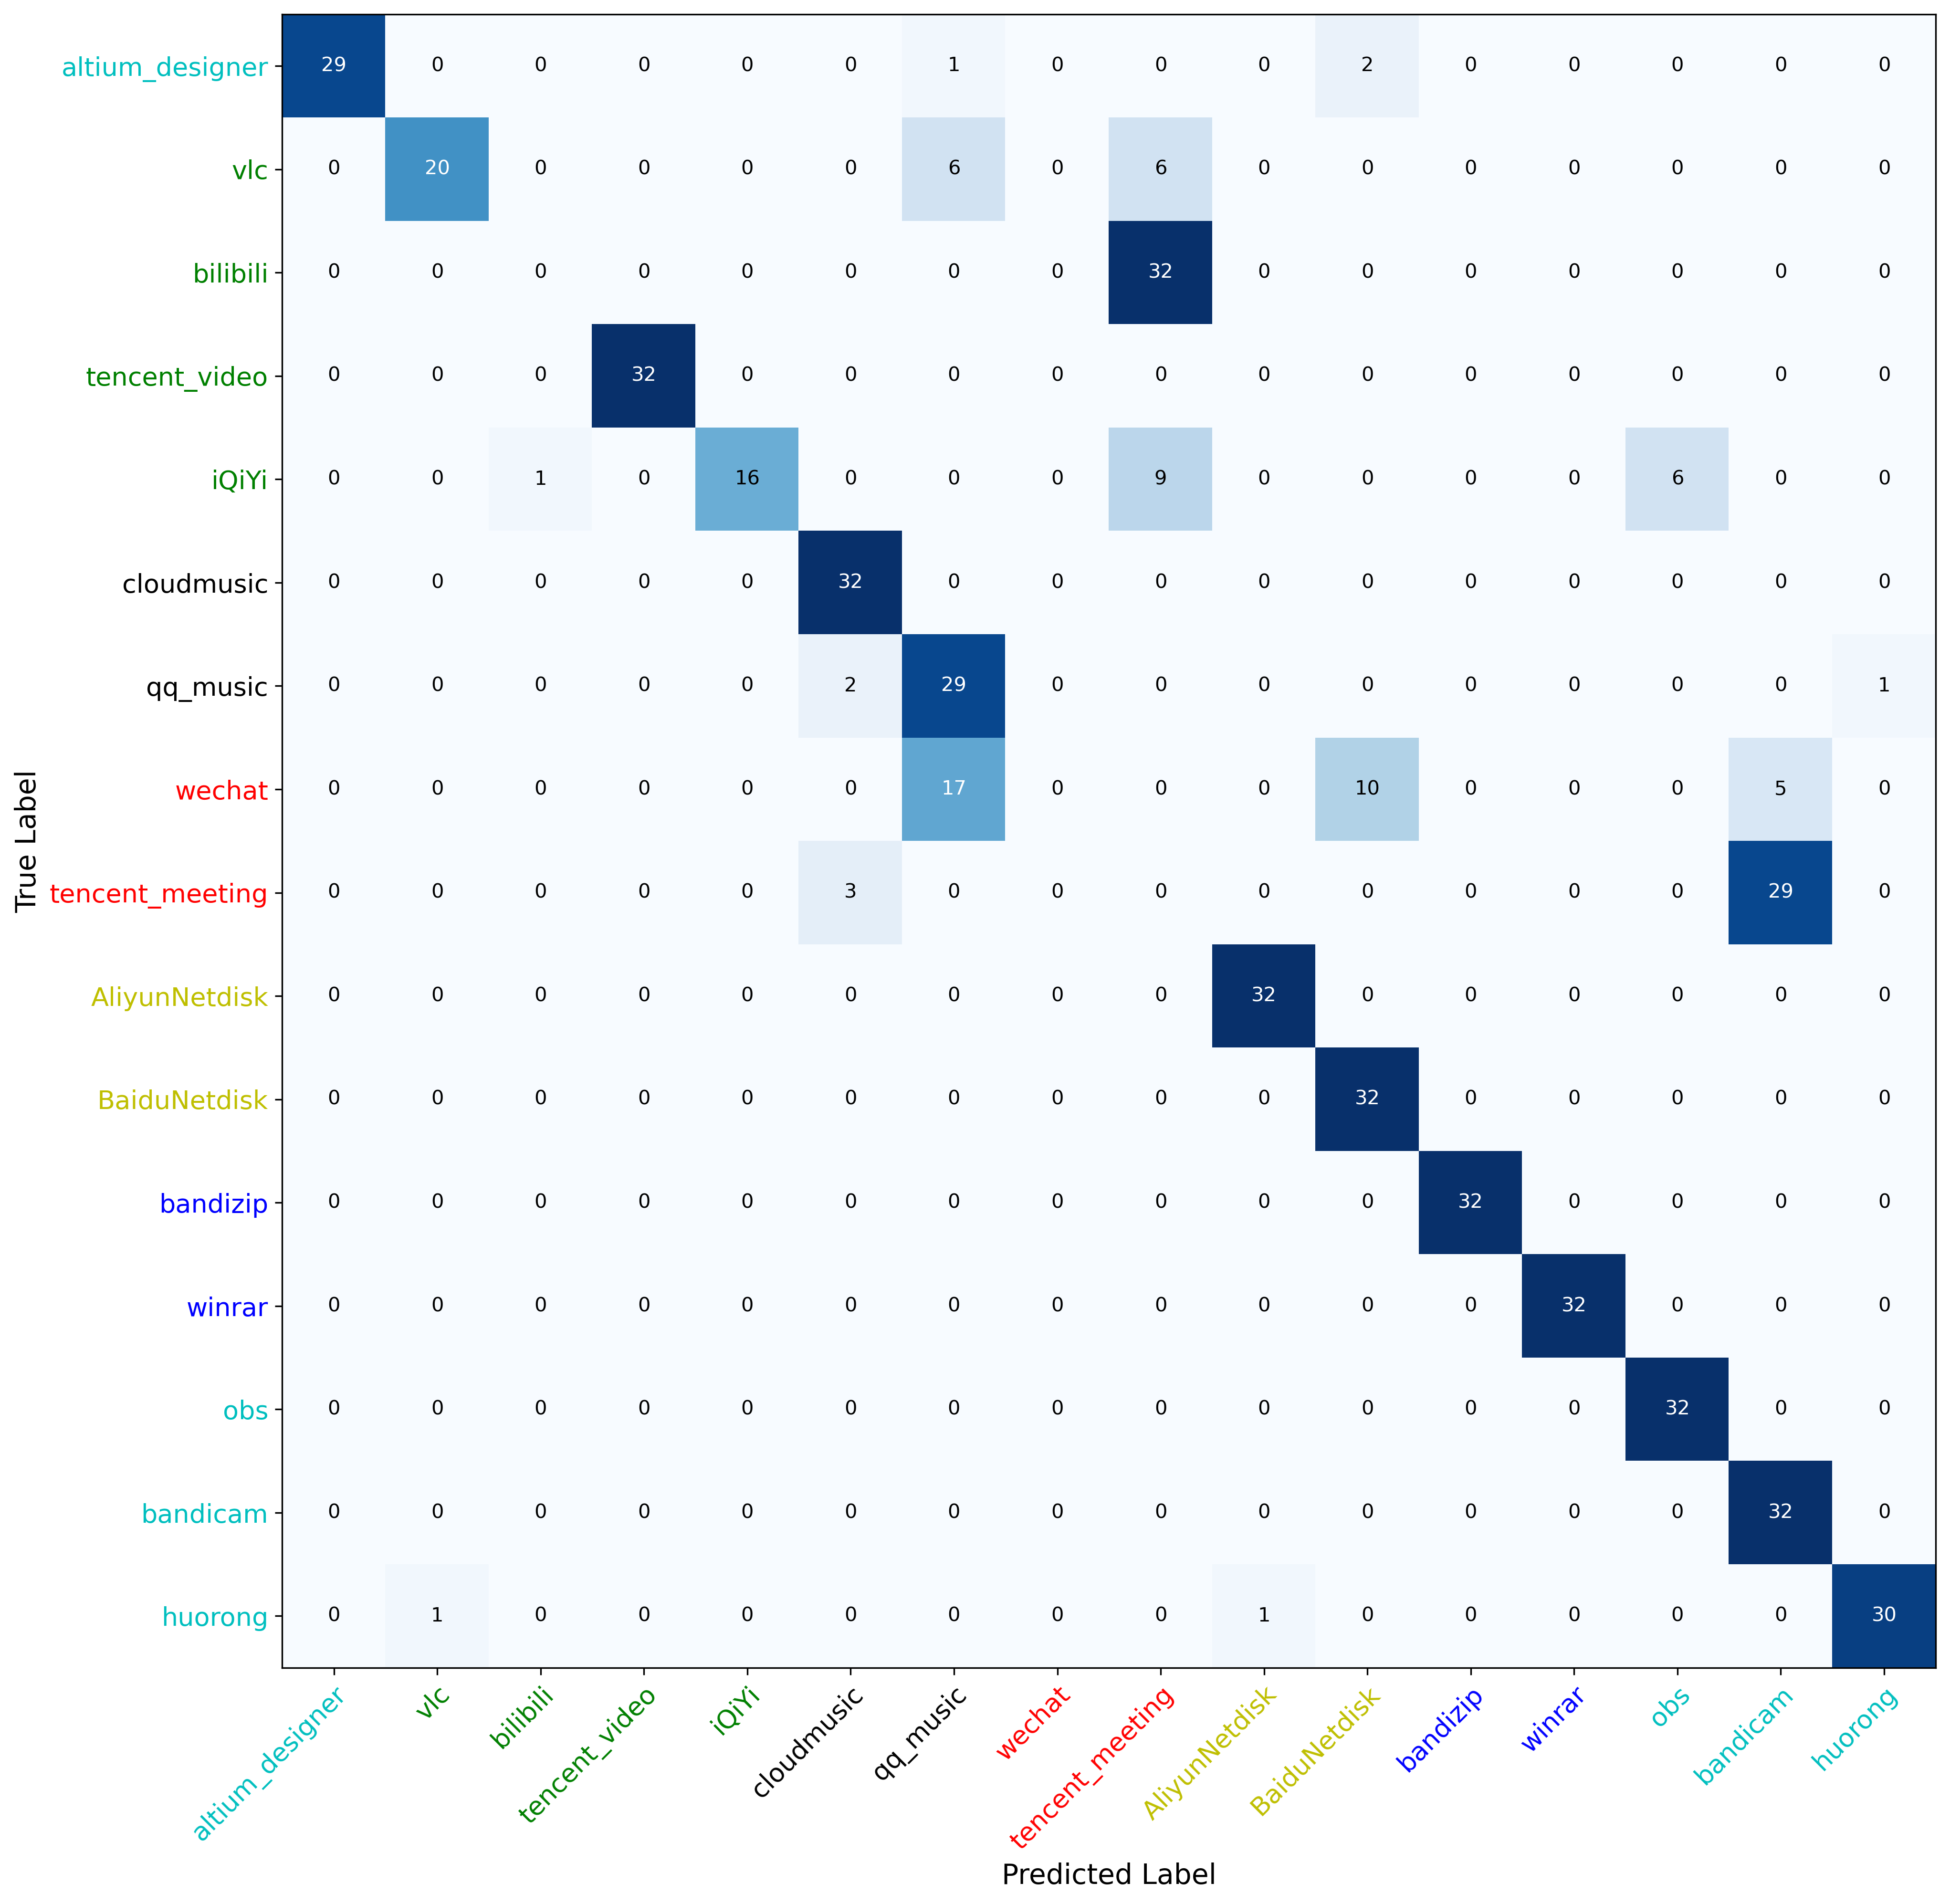 altium_designer 29 0 0 0 0 0 1 0 0 0 2 0 0 0 0 0
vlc 0 20 0 0 0 0 6 0 6 0 0 0 0 0 0 0
bilibili 0 0 0 0 0 0 0 0 32 0 0 0 0 0 0 0
tencent_video 0 0 0 32 0 0 0 0 0 0 0 0 0 0 0 0
iQiYi 0 0 1 0 16 0 0 0 9 0 0 0 0 6 0 0
cloudmusic 0 0 0 0 0 32 0 0 0 0 0 0 0 0 0 0
qq_music 0 0 0 0 0 2 29 0 0 0 0 0 0 0 0 1
wechat 0 0 0 0 0 0 17 0 0 0 10 0 0 0 5 0
tencent_meeting 0 0 0 0 0 3 0 0 0 0 0 0 0 0 29 0
AliyunNetdisk 0 0 0 0 0 0 0 0 0 32 0 0 0 0 0 0
BaiduNetdisk 0 0 0 0 0 0 0 0 0 0 32 0 0 0 0 0
bandizip 0 0 0 0 0 0 0 0 0 0 0 32 0 0 0 0
winrar 0 0 0 0 0 0 0 0 0 0 0 0 32 0 0 0
obs 0 0 0 0 0 0 0 0 0 0 0 0 0 32 0 0
bandicam 0 0 0 0 0 0 0 0 0 0 0 0 0 0 32 0
huorong 0 1 0 0 0 0 0 0 0 1 0 0 0 0 0 30
True Label
altium_designer vlc bilibili tencent_video iQiYi cloudmusic qq_music wechat tencent_meeting AliyunNetdisk BaiduNetdisk bandizip winrar obs bandicam huorong
Predicted Label